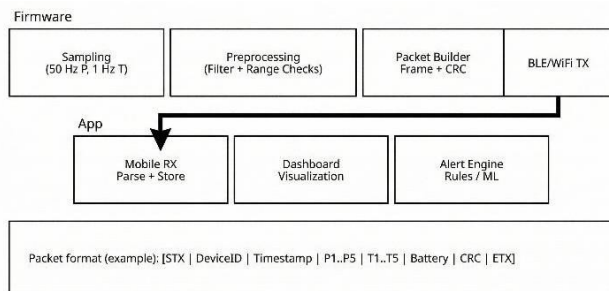 Firmware
Sampling
(50 Hz P, 1 Hz T)
Preprocessing
(Filter + Range Checks)
Packet Builder
Frame + CRC
BLE/WiFi TX
App
Mobile RX
Parse + Store
Dashboard
Visualization
Alert Engine
Rules / ML
Packet format (example): [STX | DeviceID | Timestamp | P1..P5 | T1..T5 | Battery | CRC | ETX]